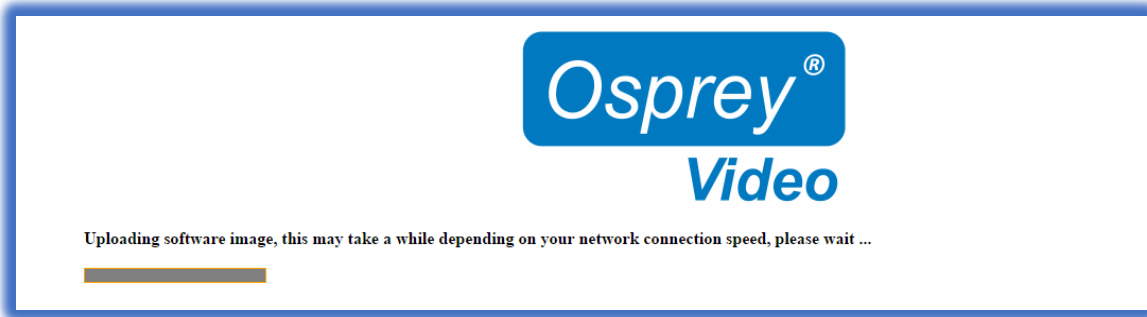 Osprey®
Video
Uploading software image, this may take a while depending on your network connection speed, please wait ...